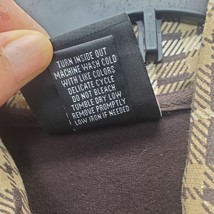 TURN INSIDE OUT
MACHINE WASH COLD
WITH LIKE COLORS
DELICATE CYCLE
DO NOT BLEACH
TUMBLE DRY LOW
REMOVE PROMPTLY
LOW IRON IF NEEDED